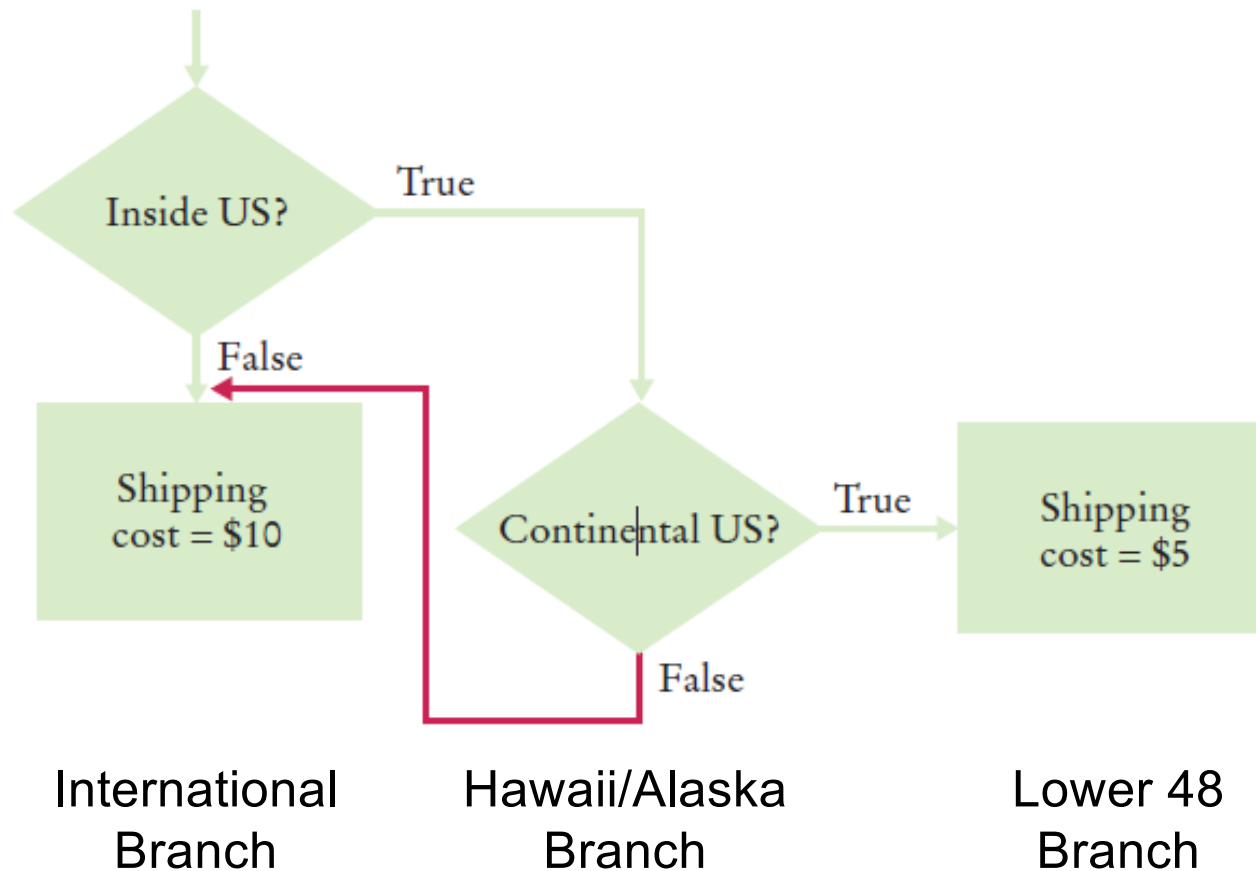 True
Inside US?
False
Shipping
cost = $10
Continental US?
True
Shipping
cost = $5
False
International
Branch
Hawaii/Alaska
Branch
Lower 48
Branch